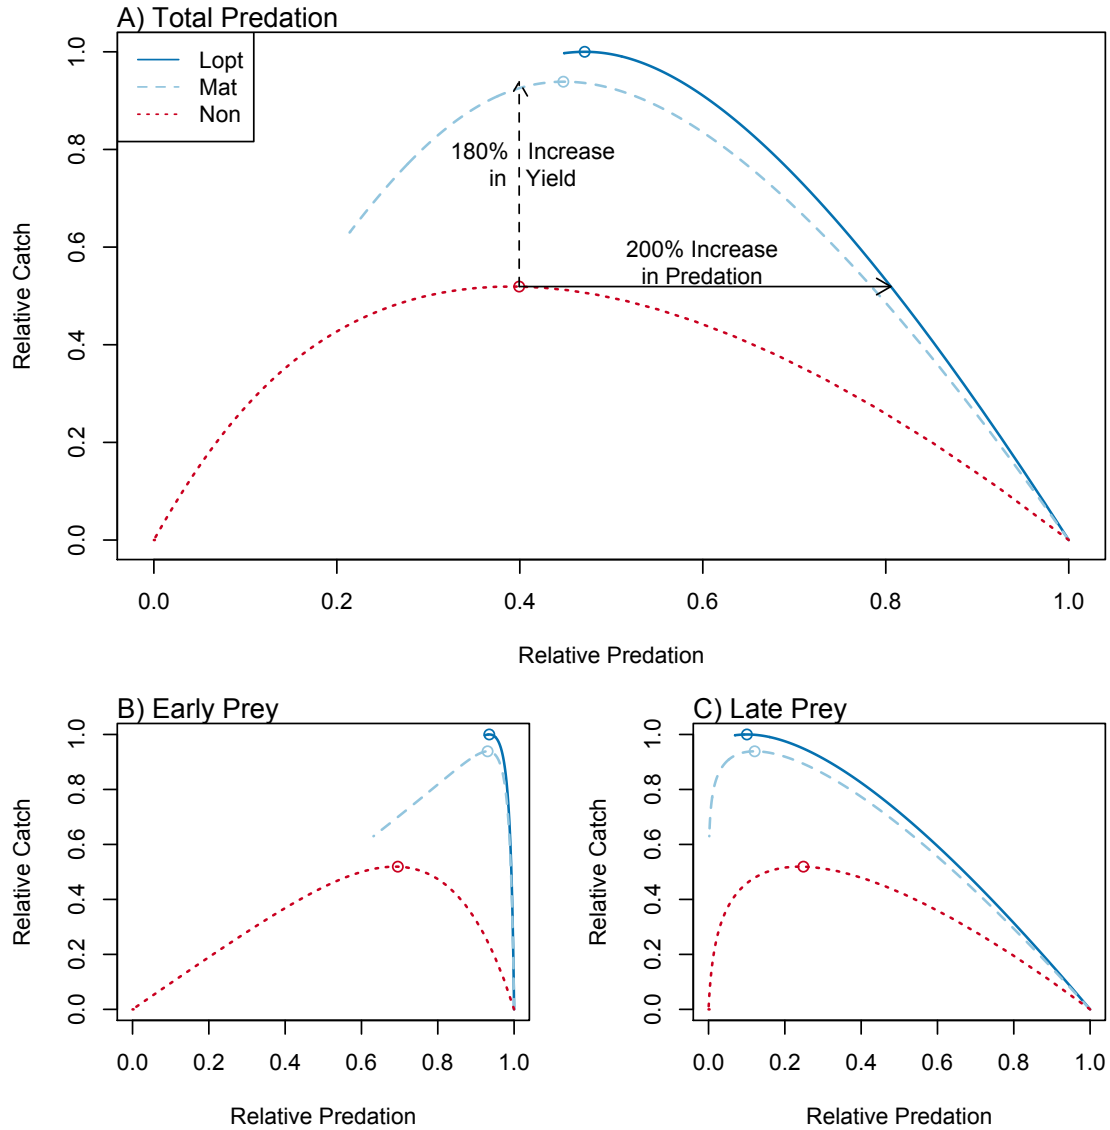 A) Total Predation
Lopt
Mat
Non
180% Increase
in Yield
200% Increase
in Predation
Relative Catch
1.0
0.8
0.6
0.4
0.2
0.0
0.0 0.2 0.4 0.6 0.8 1.0
Relative Predation
B) Early Prey
Relative Catch
1.0
0.8
0.6
0.4
0.2
0.0
0.0 0.2 0.4 0.6 0.8 1.0
Relative Predation
C) Late Prey
Relative Catch
1.0
0.8
0.6
0.4
0.2
0.0
0.0 0.2 0.4 0.6 0.8 1.0
Relative Predation